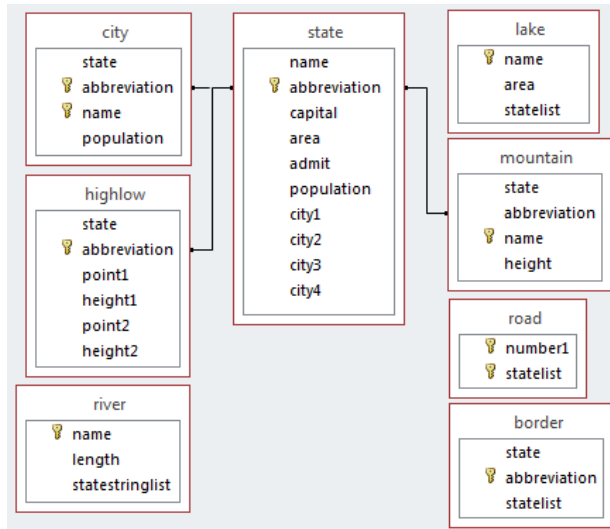 city
state
abbreviation
name
population
state
name
abbreviation
capital
area
admit
population
city1
city2
city3
city4
lake
name
area
statelist
mountain
state
abbreviation
name
height
highlow
state
abbreviation
point1
height1
point2
height2
road
number1
statelist
river
name
length
statestringlist
border
state
abbreviation
statelist